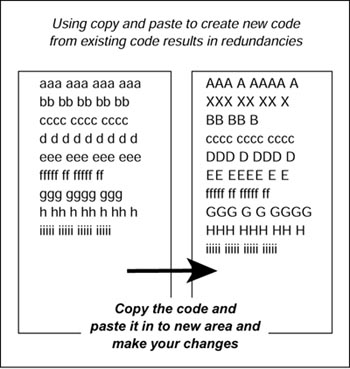 Using copy and paste to create new code
from existing code results in redundancies
aaa aaa aaa aaa
bb bb bb bb bb
cccc cccc cccc
d d d d d d d d d
eee eee eee eee
fffff ff fffff ff
ggg gggg ggg
h hh h hh h hh h
iiiii iiiii iiiii iiiii
AAA A AAAA A
XXX XX XX X
BB BB B
cccc cccc cccc
DDD D DDD D
EE EEEE E E
fffff ff fffff ff
GGG G G GGGG
HHH HHH HH H
iiiii iiiii iiiii iiiii
Copy the code and
paste it in to new area and
make your changes